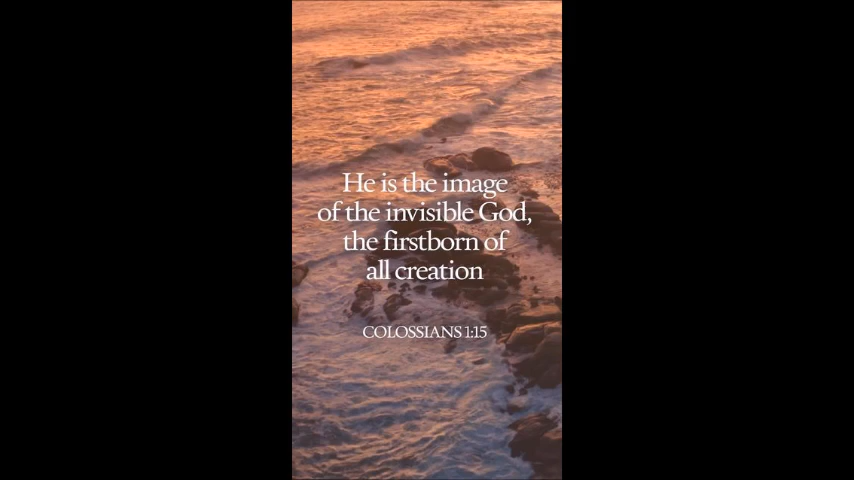 He is the image
of the invisible God,
the firstborn of
all creation
COLOSSIANS 1:15